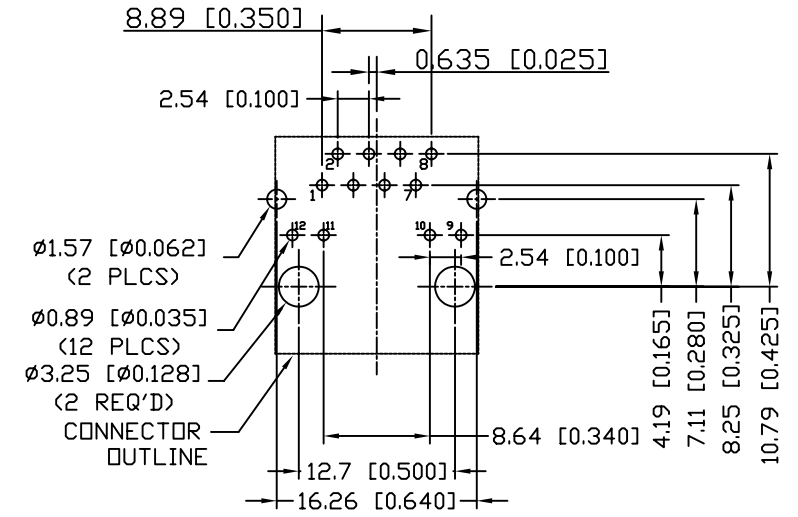 8.89 [0.350]
0.635 [0.025]
2.54 [0.100]
2
8
1
7
Ø1.57 [Ø0.062]
(2 PLCS)
12
11
10
9
2.54 [0.100]
Ø0.89 [Ø0.035]
(12 PLCS)
Ø3.25 [Ø0.128]
(2 REQ'D)
CONNECTOR
OUTLINE
4.19 [0.165]
7.11 [0.280]
8.25 [0.325]
10.79 [0.425]
8.64 [0.340]
12.7 [0.500]
16.26 [0.640]